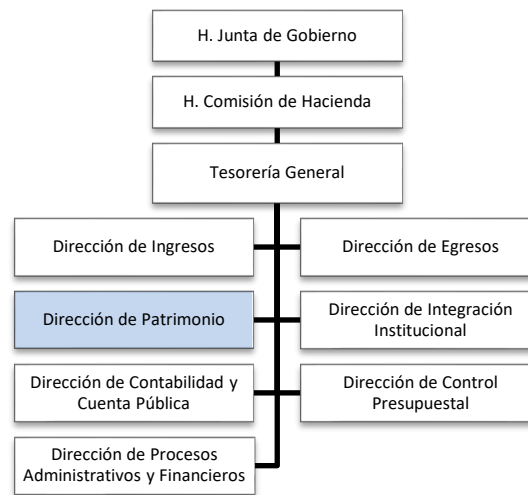 H. Junta de Gobierno
H. Comisión de Hacienda
Tesorería General
Dirección de Ingresos
Dirección de Egresos
Dirección de Patrimonio
Dirección de Integración
Institucional
Dirección de Contabilidad y
Cuenta Pública
Dirección de Control
Presupuestal
Dirección de Procesos
Administrativos y Financieros